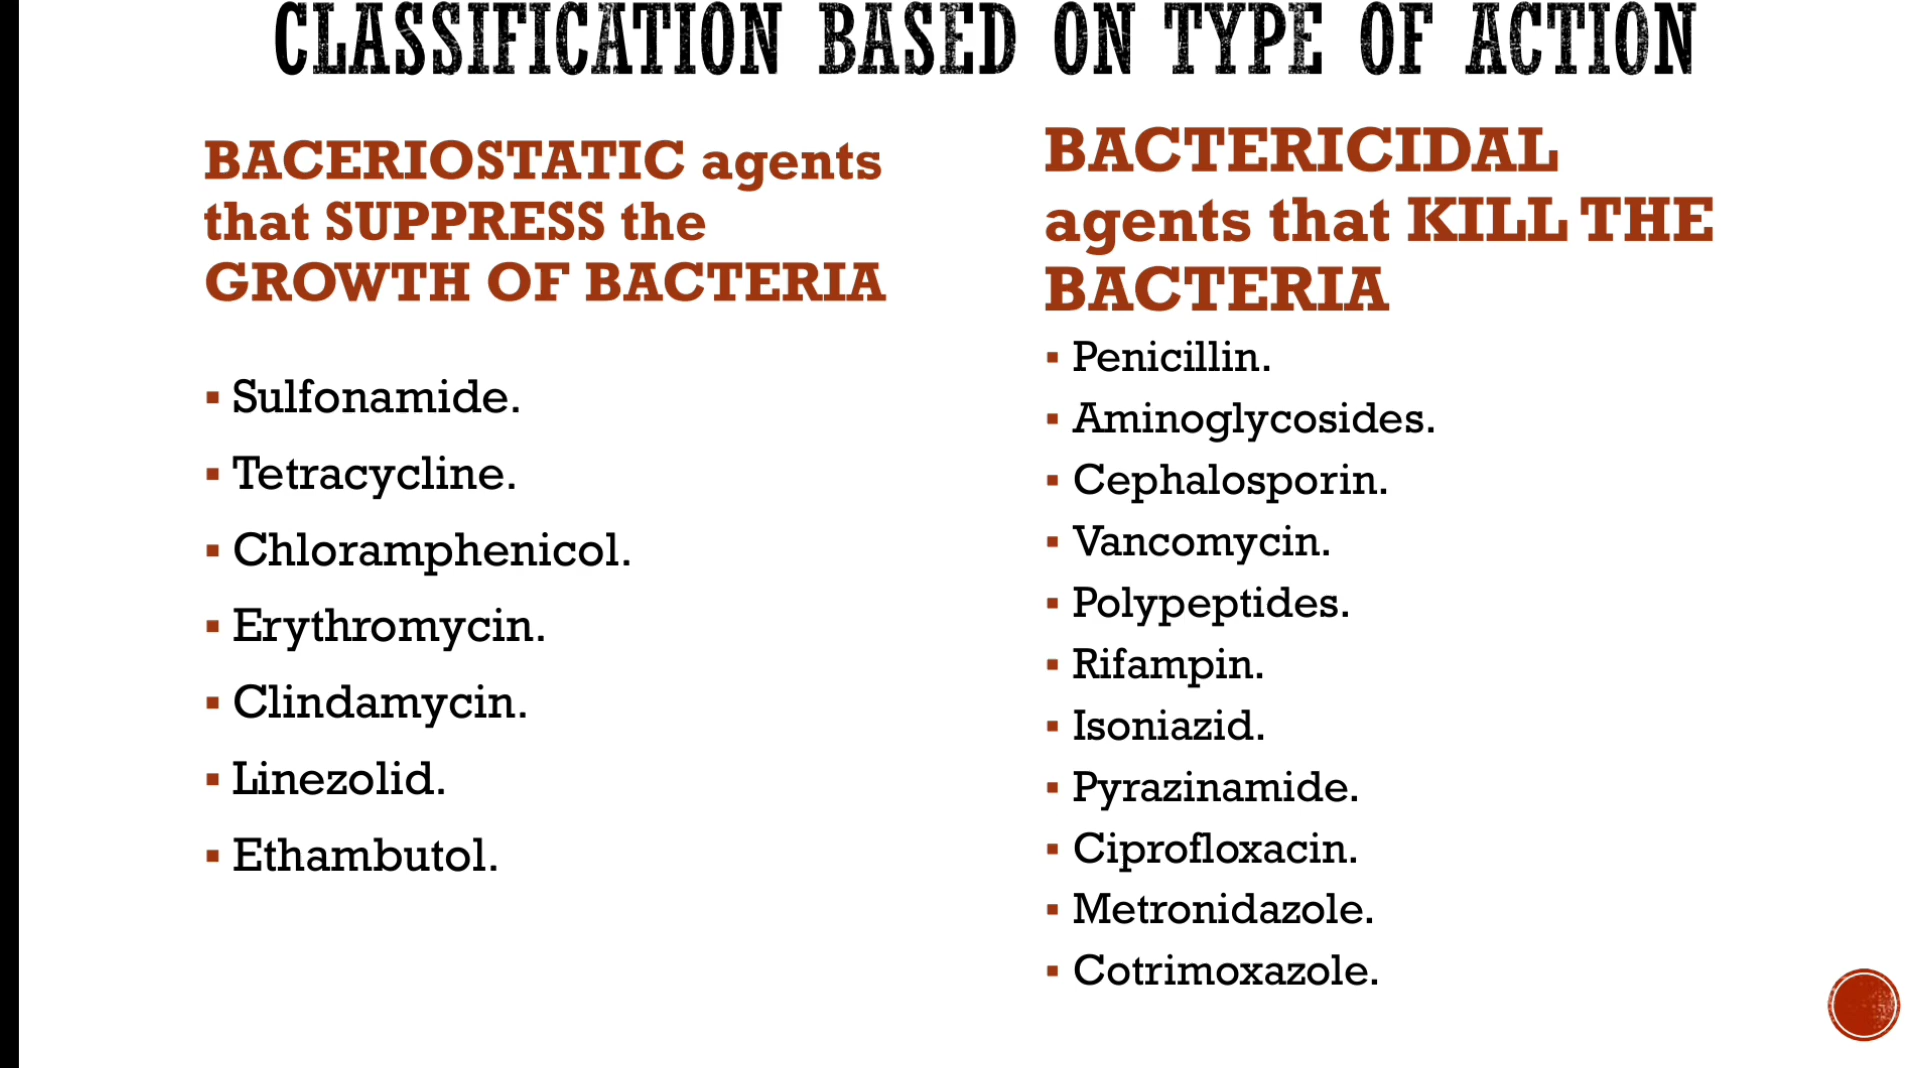 CLASSIFICATION BASED ON TYPE OF ACTION
BACERIOSTATIC agents
that SUPPRESS the
GROWTH OF BACTERIA
▪ Sulfonamide.
▪ Tetracycline.
▪ Chloramphenicol.
▪ Erythromycin.
▪ Clindamycin.
▪ Linezolid.
▪ Ethambutol.
BACTERICIDAL
agents that KILL THE
BACTERIA
▪ Penicillin.
▪ Aminoglycosides.
▪ Cephalosporin.
▪ Vancomycin.
▪ Polypeptides.
▪ Rifampin.
▪ Isoniazid.
▪ Pyrazinamide.
▪ Ciprofloxacin.
▪ Metronidazole.
▪ Cotrimoxazole.